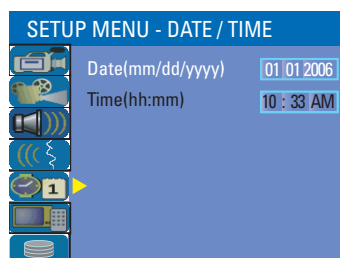 SETUP MENU - DATE / TIME
Date(mm/dd/yyyy) 01 01 2006
Time(hh:mm) 10 : 33 AM
1